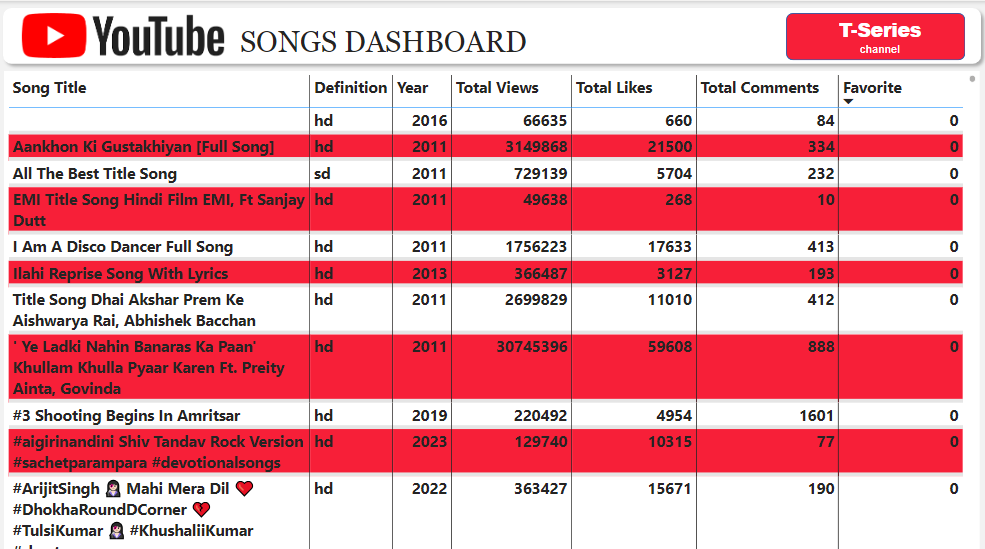 YouTube SONGS DASHBOARD
T-Series
channel
Song Title Definition Year Total Views Total Likes Total Comments Favorite
hd 2016 66635 660 84 0
Aankhon Ki Gustakhiyan [Full Song] hd 2011 3149868 21500 334 0
All The Best Title Song sd 2011 729139 5704 232 0
EMI Title Song Hindi Film EMI, Ft Sanjay hd 2011 49638 268 10 0
Dutt
I Am A Disco Dancer Full Song hd 2011 1756223 17633 413 0
Ilahi Reprise Song With Lyrics hd 2013 366487 3127 193 0
Title Song Dhai Akshar Prem Ke hd 2011 2699829 11010 412 0
Aishwarya Rai, Abhishek Bacchan
' Ye Ladki Nahin Banaras Ka Paan' hd 2011 30745396 59608 888 0
Khullam Khulla Pyaar Karen Ft. Preity
Ainta, Govinda
#3 Shooting Begins In Amritsar hd 2019 220492 4954 1601 0
#aigirinandini Shiv Tandav Rock Version hd 2023 129740 10315 77 0
#sachetparampara #devotionalsongs
#ArijitSingh Mahi Mera Dil hd 2022 363427 15671 190 0
#DhokhaRoundDCorner
#TulsiKumar #KhushaliiKumar